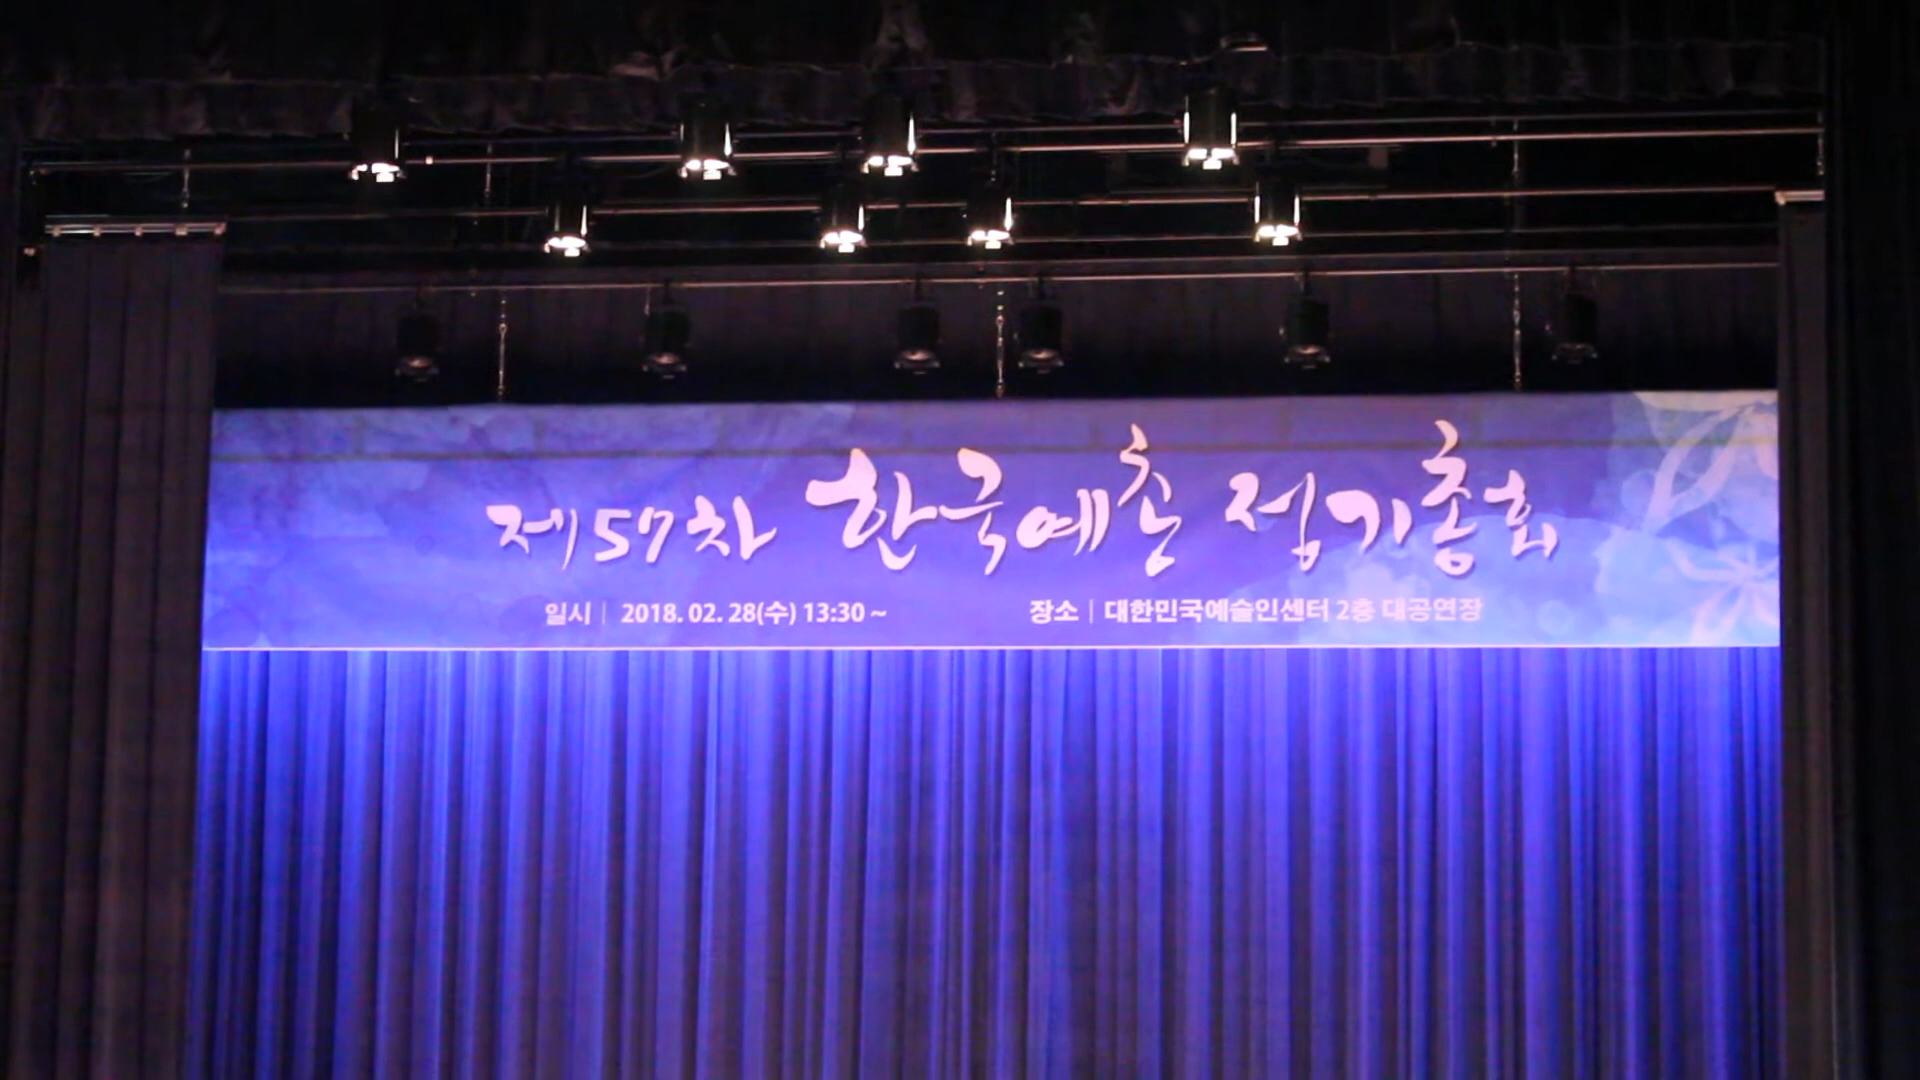 제57차 한국예총 정기총회
일시 | 2018. 02. 28(수) 13:30 ~
장소 | 대한민국예술인센터 2층 대공연장